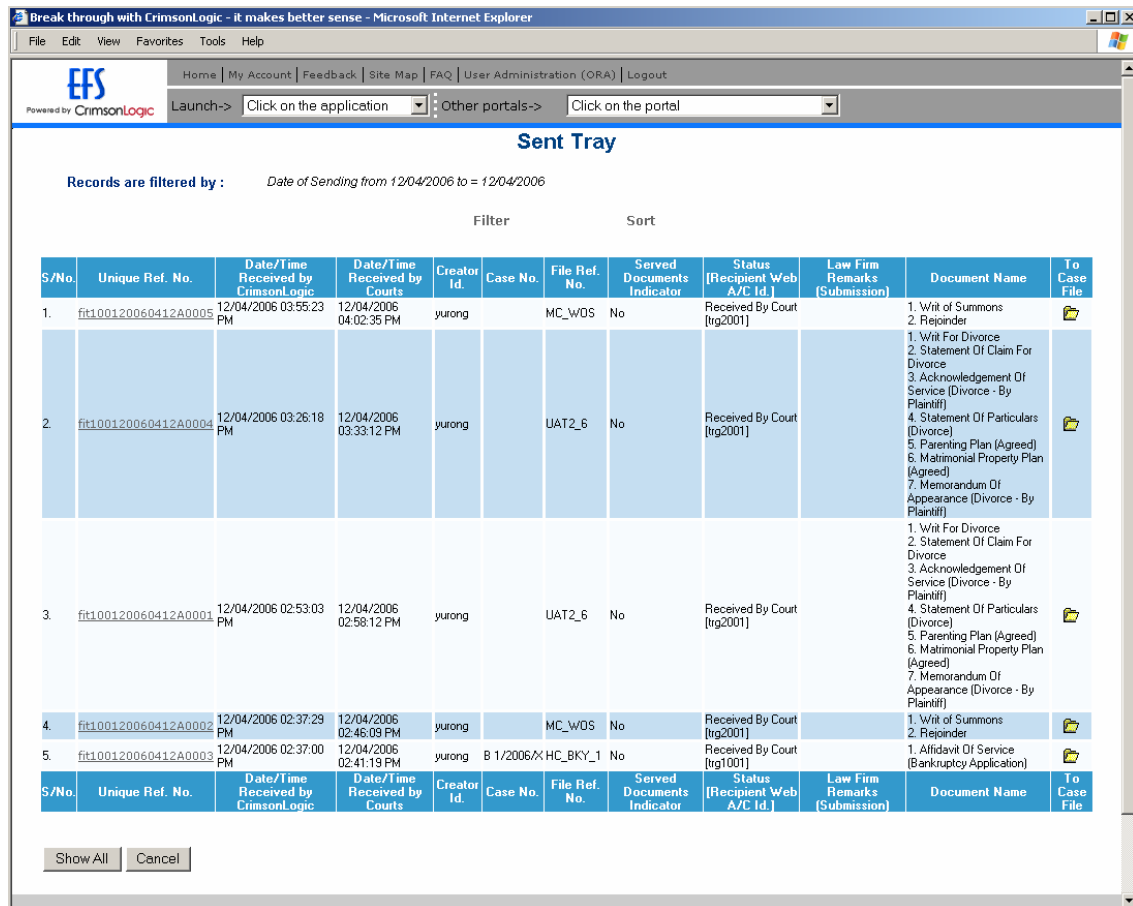 Break through with CrimsonLogic - it makes better sense - Microsoft Internet Explorer
File Edit View Favorites Tools Help
EFS
Powered by CrimsonLogic
Home | My Account | Feedback | Site Map | FAQ | User Administration (ORA) | Logout
Launch-> Click on the application Other portals-> Click on the portal
Sent Tray
Records are filtered by : Date of Sending from 12/04/2006 to = 12/04/2006
Filter Sort
S/No. Unique Ref. No. Date/Time Received by CrimsonLogic Date/Time Received by Courts Creator Id. Case No. File Ref. No. Served Documents Indicator Status [Recipient Web A/C Id.] Law Firm Remarks (Submission) Document Name To Case File
1. fit100120060412A0005 12/04/2006 03:55:23 PM 12/04/2006 04:02:35 PM yurong MC_WOS No Received By Court [trg2001] 1. Writ of Summons
2. Rejoinder
2. fit100120060412A0004 12/04/2006 03:26:18 PM 12/04/2006 03:33:12 PM yurong UAT2_6 No Received By Court [trg2001] 1. Writ For Divorce
2. Statement Of Claim For
Divorce
3. Acknowledgement Of
Service (Divorce - By
Plaintiff)
4. Statement Of Particulars
(Divorce)
5. Parenting Plan (Agreed)
6. Matrimonial Property Plan
(Agreed)
7. Memorandum Of
Appearance (Divorce - By
Plaintiff)
3. fit100120060412A0001 12/04/2006 02:53:03 PM 12/04/2006 02:58:12 PM yurong UAT2_6 No Received By Court [trg2001] 1. Writ For Divorce
2. Statement Of Claim For
Divorce
3. Acknowledgement Of
Service (Divorce - By
Plaintiff)
4. Statement Of Particulars
(Divorce)
5. Parenting Plan (Agreed)
6. Matrimonial Property Plan
(Agreed)
7. Memorandum Of
Appearance (Divorce - By
Plaintiff)
4. fit100120060412A0002 12/04/2006 02:37:29 PM 12/04/2006 02:46:09 PM yurong MC_WOS No Received By Court [trg2001] 1. Writ of Summons
2. Rejoinder
5. fit100120060412A0003 12/04/2006 02:37:00 PM 12/04/2006 02:41:19 PM yurong B 1/2006/X HC_BKY_1 No Received By Court [trg1001] 1. Affidavit Of Service
(Bankruptcy Application)
S/No. Unique Ref. No. Date/Time Received by CrimsonLogic Date/Time Received by Courts Creator Id. Case No. File Ref. No. Served Documents Indicator Status [Recipient Web A/C Id.] Law Firm Remarks (Submission) Document Name To Case File
Show All Cancel